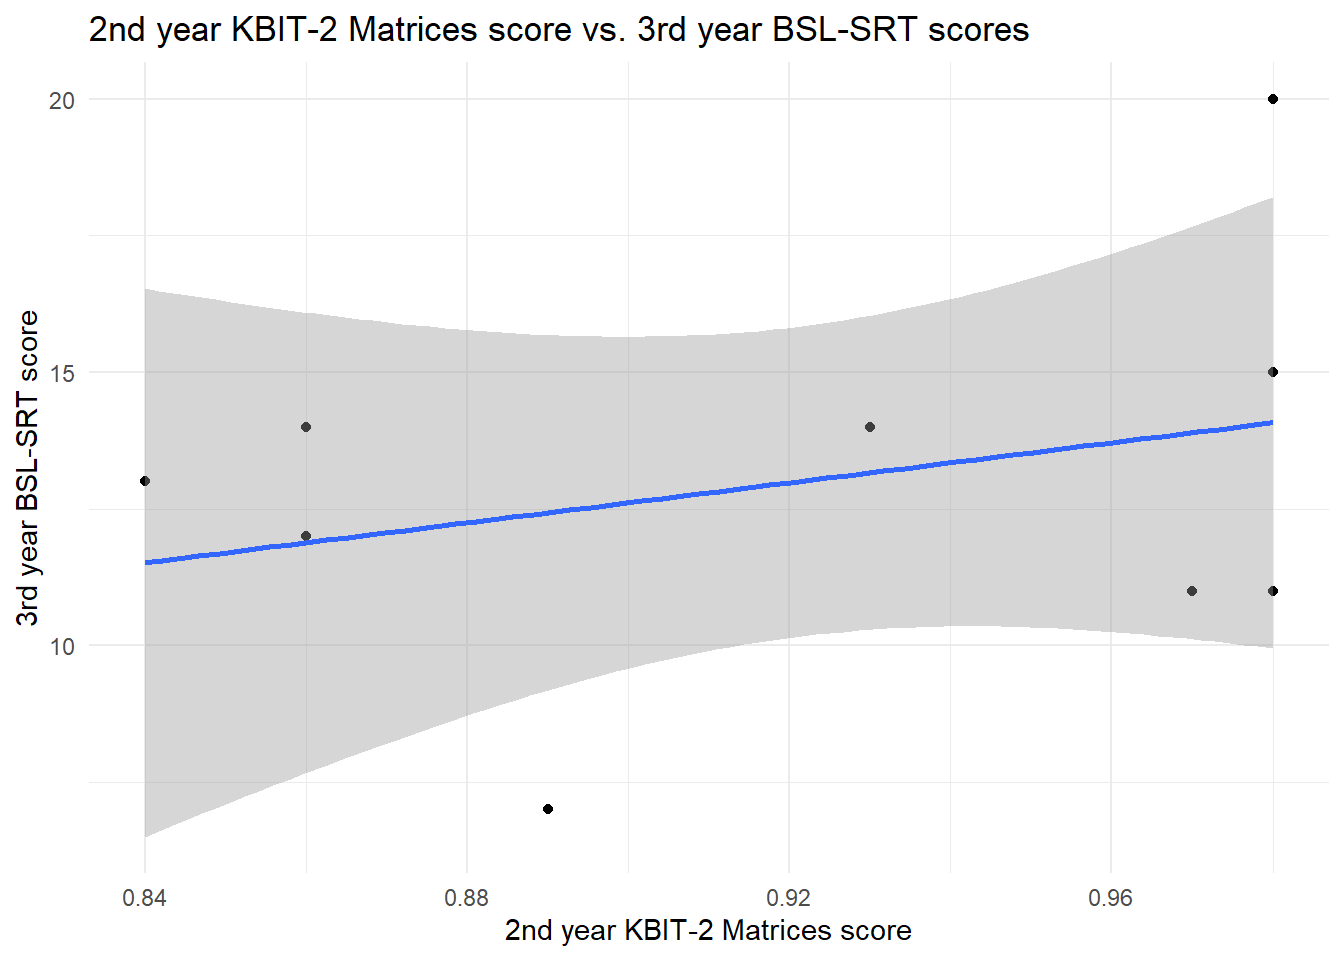 2nd year KBIT-2 Matrices score vs. 3rd year BSL-SRT scores
20
15
10
3rd year BSL-SRT score
0.84 0.88 0.92 0.96
2nd year KBIT-2 Matrices score